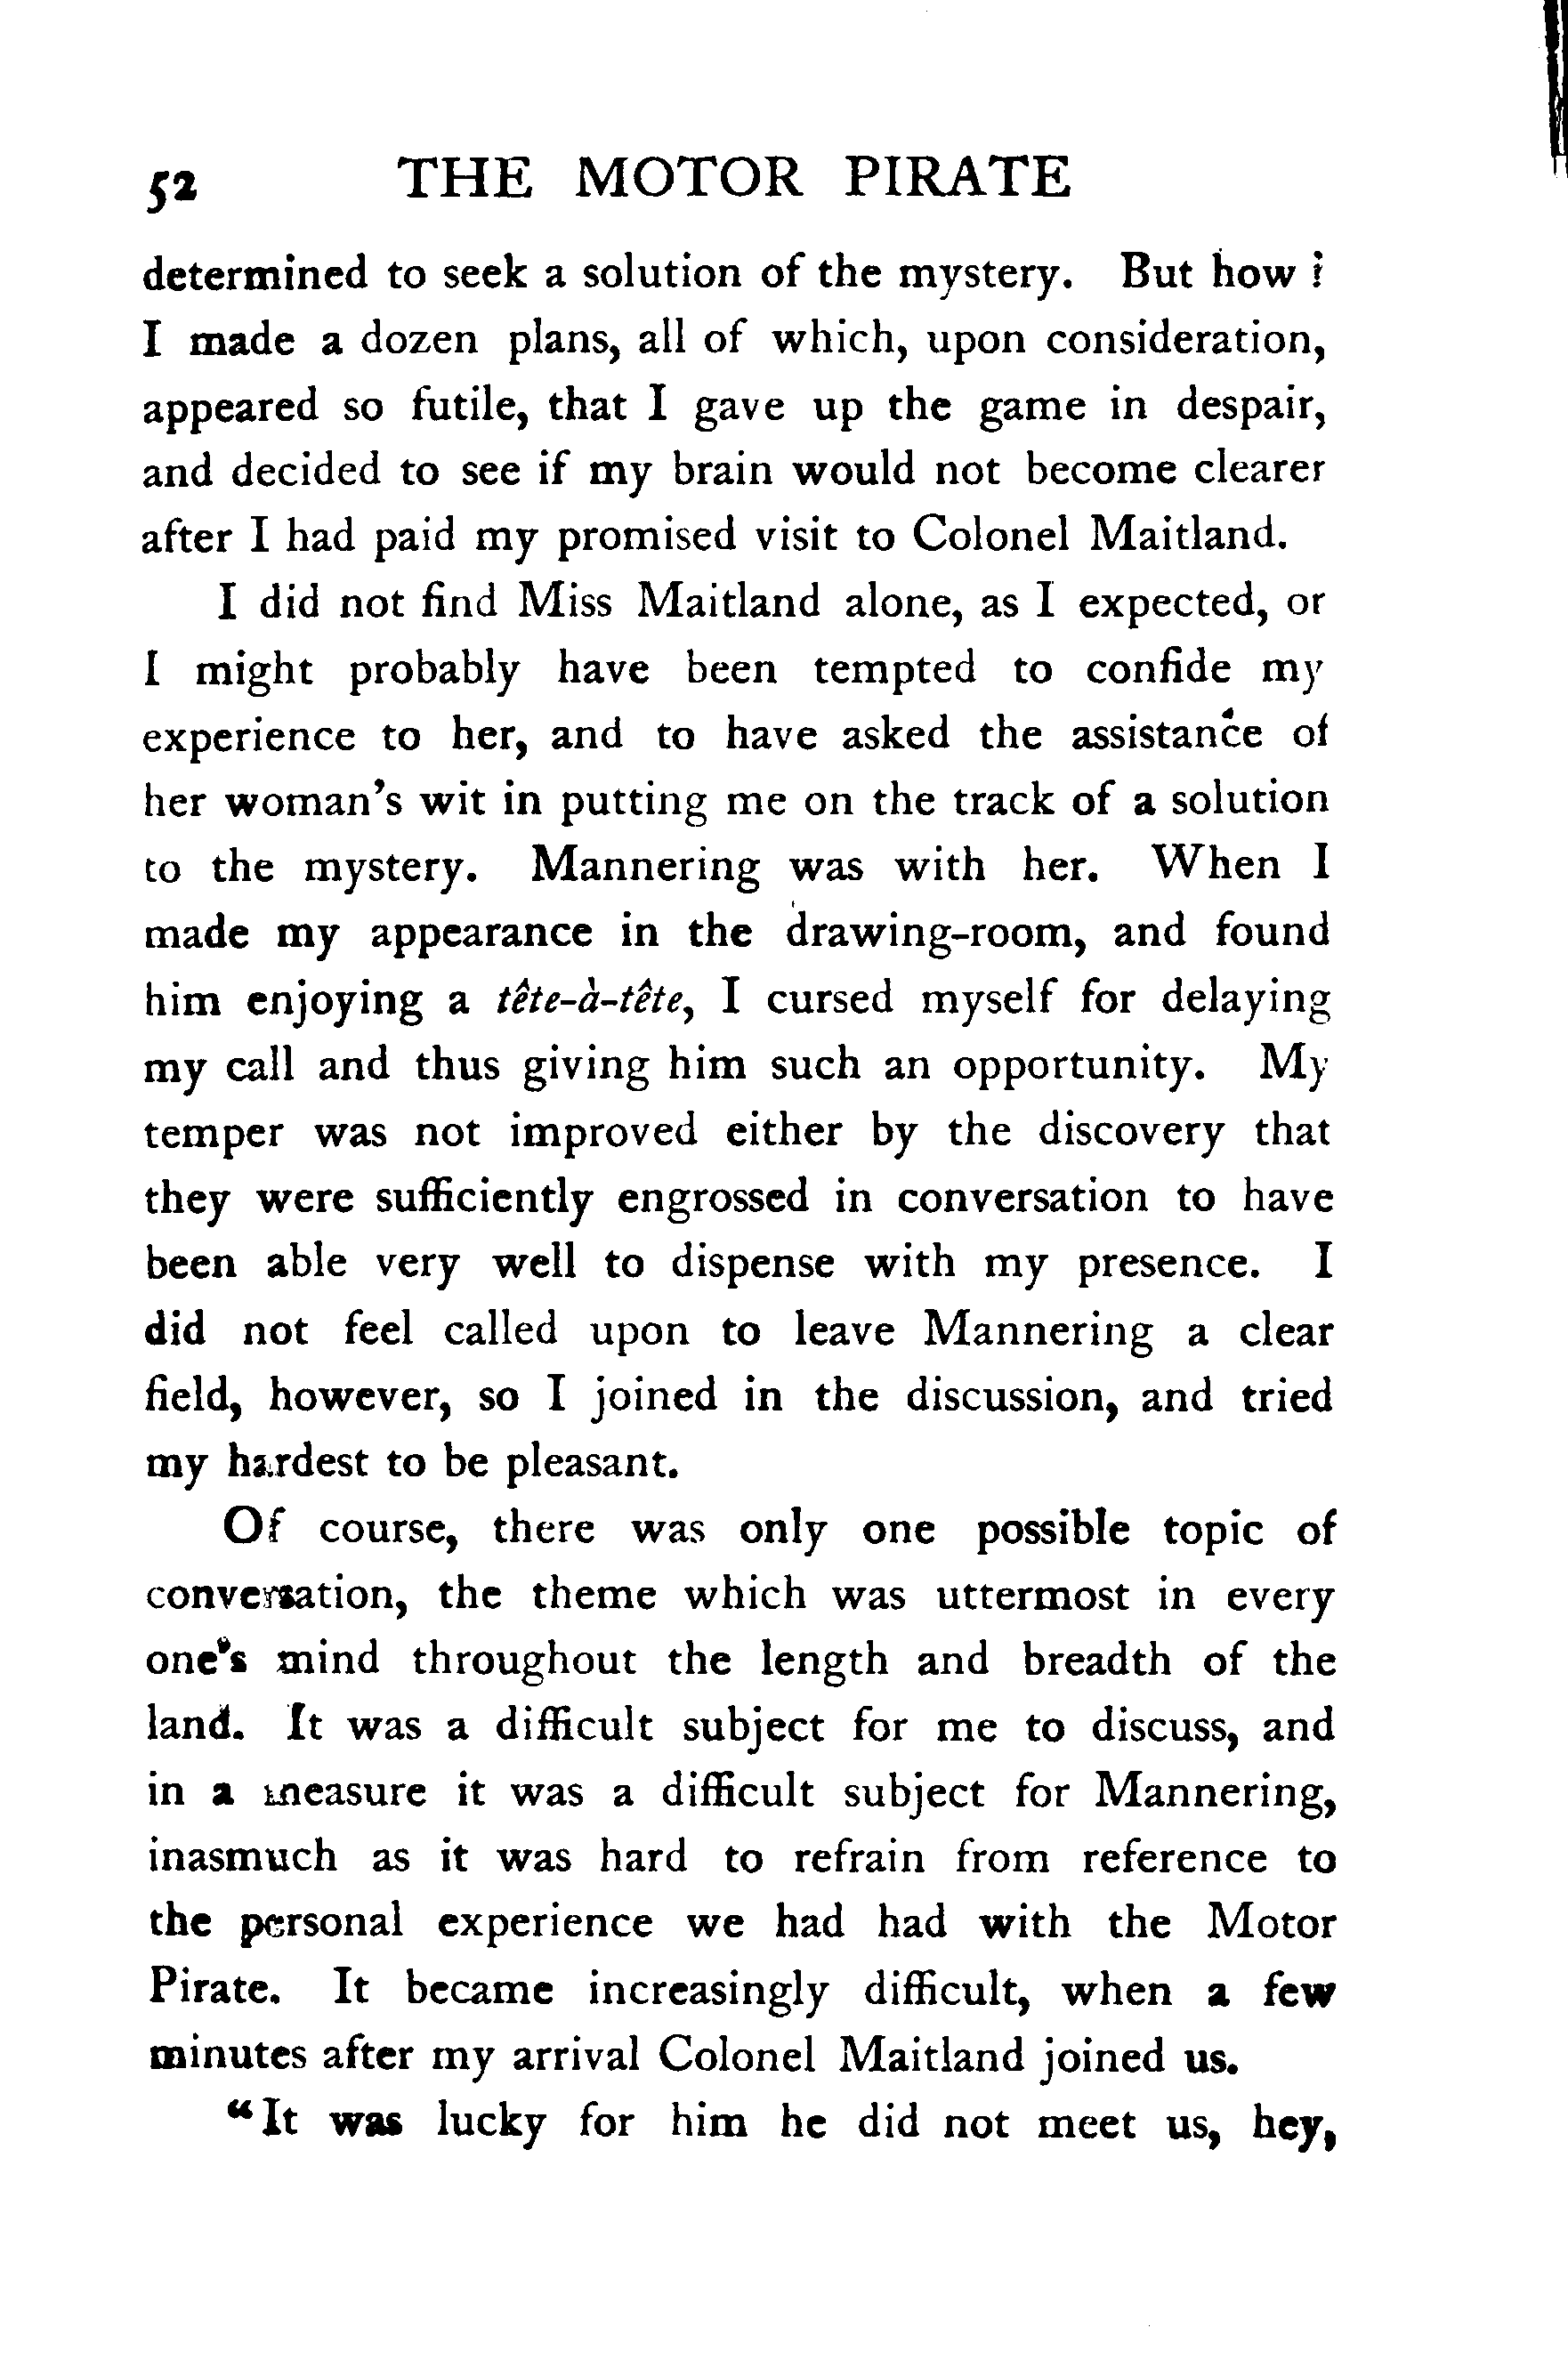 52 THE MOTOR PIRATE
determined to seek a solution of the mystery. But how?
I made a dozen plans, all of which, upon consideration,
appeared so futile, that I gave up the game in despair,
and decided to see if my brain would not become clearer
after I had paid my promised visit to Colonel Maitland.
I did not find Miss Maitland alone, as I expected, or
I might probably have been tempted to confide my
experience to her, and to have asked the assistance of
her woman's wit in putting me on the track of a solution
to the mystery. Mannering was with her. When I
made my appearance in the drawing-room, and found
him enjoying a tête-à-tête, I cursed myself for delaying
my call and thus giving him such an opportunity. My
temper was not improved either by the discovery that
they were sufficiently engrossed in conversation to have
been able very well to dispense with my presence. I
did not feel called upon to leave Mannering a clear
field, however, so I joined in the discussion, and tried
my hardest to be pleasant.
Of course, there was only one possible topic of
conversation, the theme which was uttermost in every
one's mind throughout the length and breadth of the
land. It was a difficult subject for me to discuss, and
in a measure it was a difficult subject for Mannering,
inasmuch as it was hard to refrain from reference to
the personal experience we had had with the Motor
Pirate. It became increasingly difficult, when a few
minutes after my arrival Colonel Maitland joined us.
"It was lucky for him he did not meet us, hey,